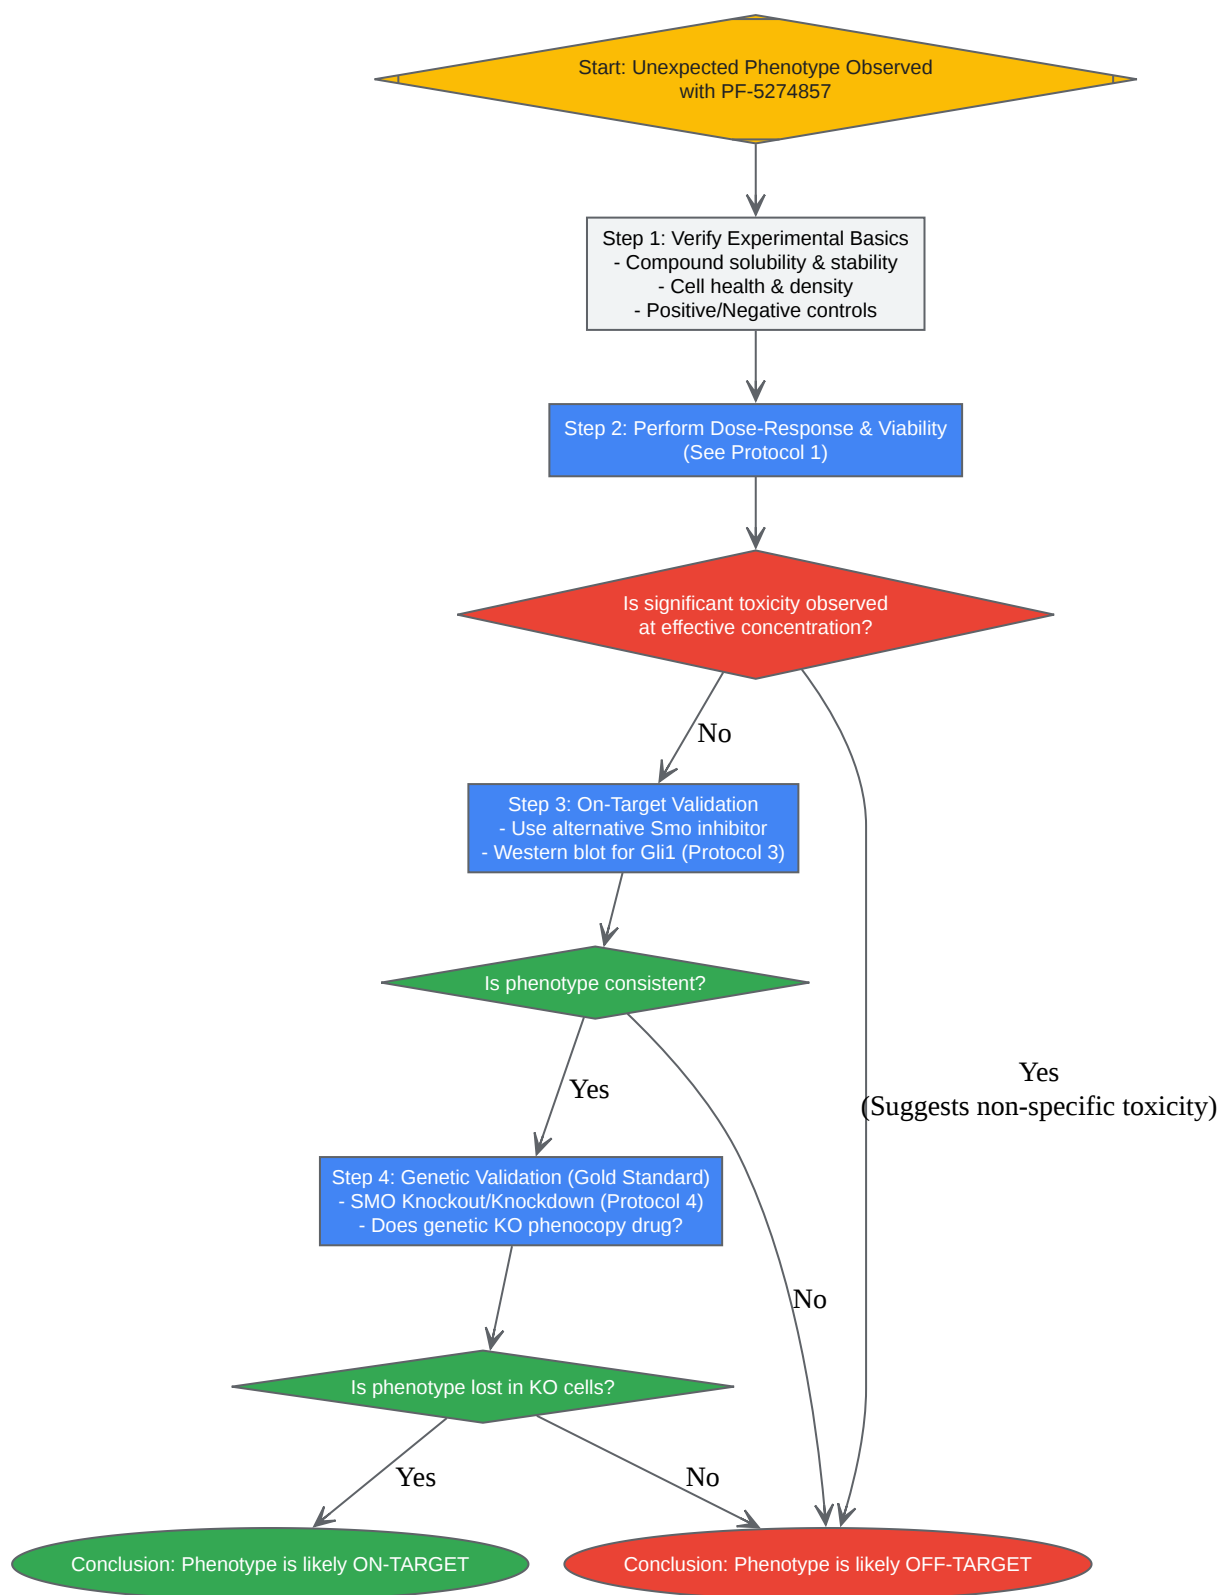 Start: Unexpected Phenotype Observed
with PF-5274857
Step 1: Verify Experimental Basics
- Compound solubility & stability
- Cell health & density
- Positive/Negative controls
Step 2: Perform Dose-Response & Viability
(See Protocol 1)
Is significant toxicity observed
at effective concentration?
No
Step 3: On-Target Validation
- Use alternative Smo inhibitor
- Western blot for Gli1 (Protocol 3)
Is phenotype consistent?
Yes
(Suggests non-specific toxicity)
Yes
Step 4: Genetic Validation (Gold Standard)
- SMO Knockout/Knockdown (Protocol 4)
- Does genetic KO phenocopy drug?
No
Is phenotype lost in KO cells?
Yes
No
Conclusion: Phenotype is likely ON-TARGET
Conclusion: Phenotype is likely OFF-TARGET